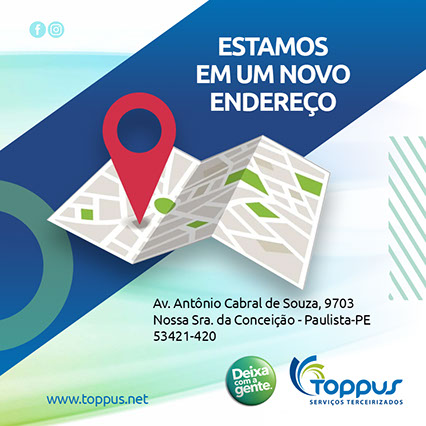 ESTAMOS
EM UM NOVO
ENDEREÇO
Av. Antônio Cabral de Souza, 9703
Nossa Sra. da Conceição - Paulista-PE
53421-420
www.toppus.net
Deixa
com a
gente.
Toppus
SERVIÇOS TERCEIRIZADOS